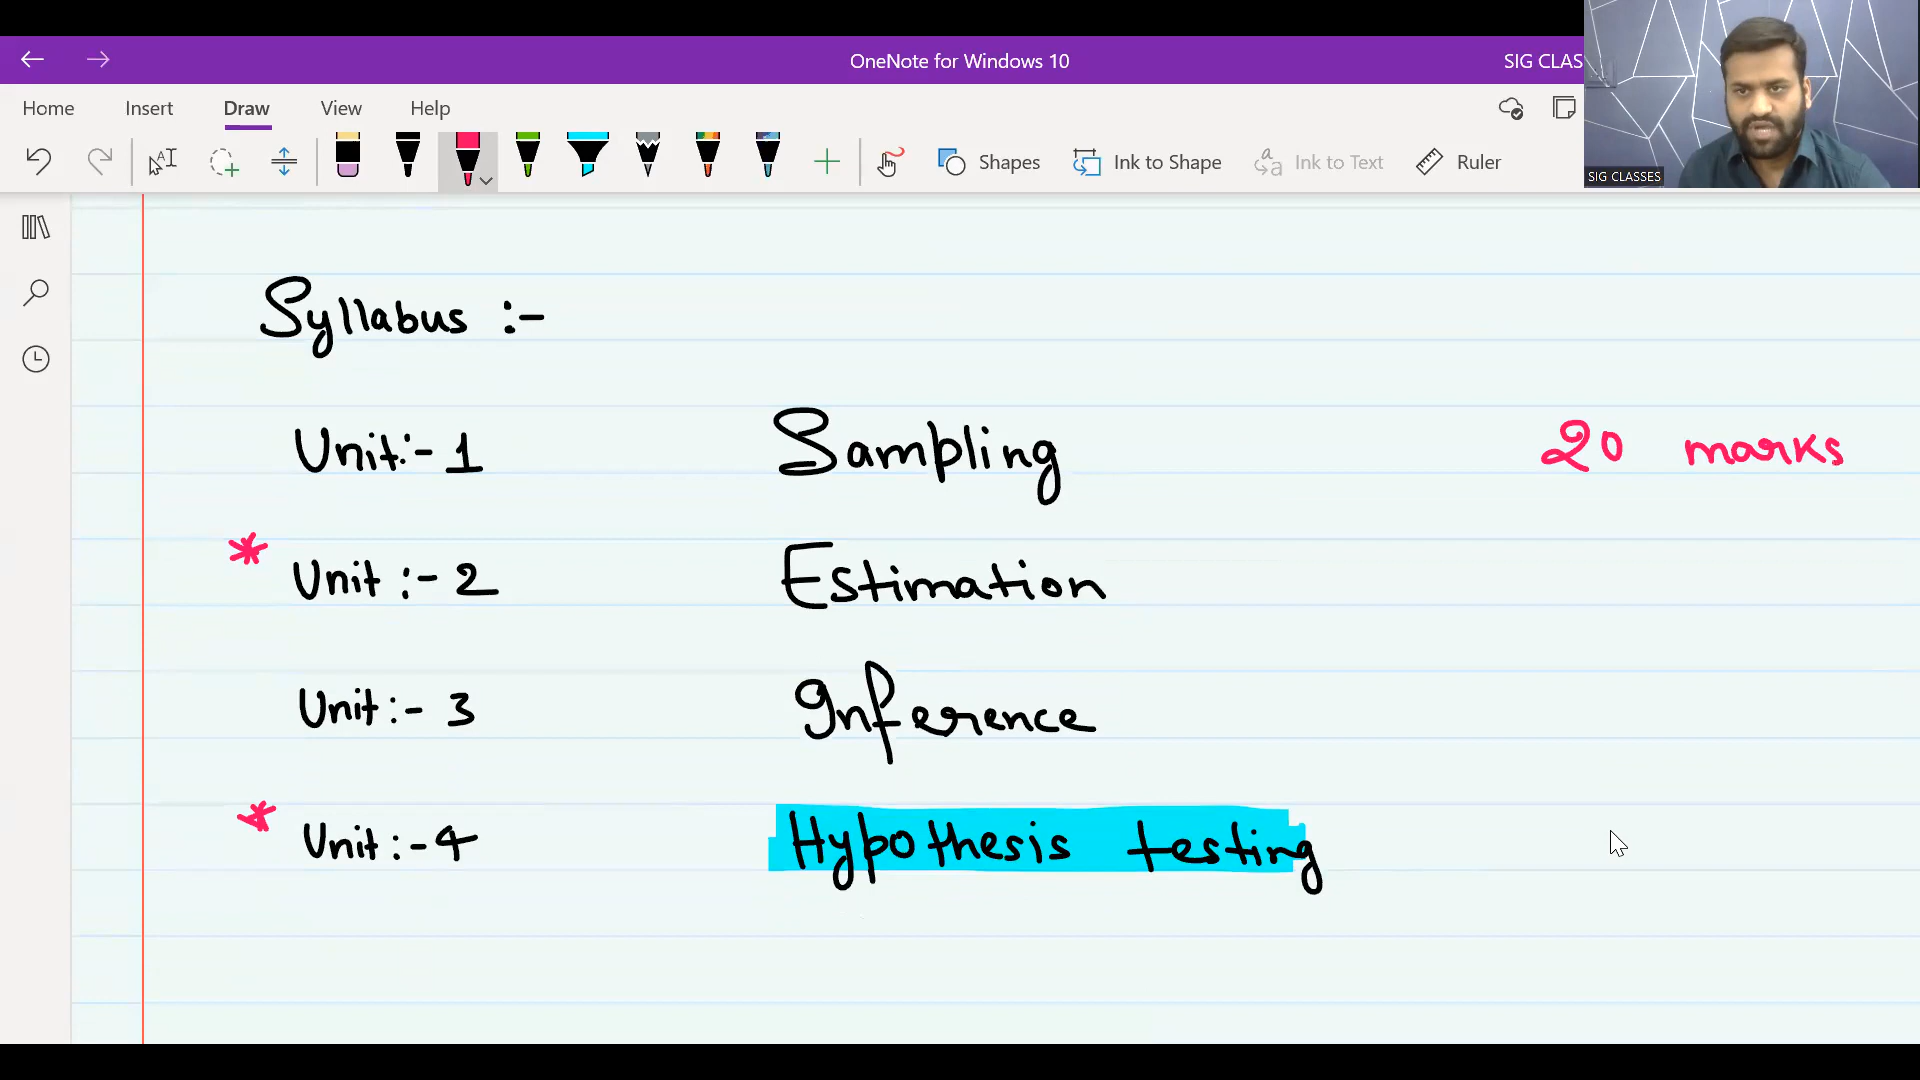 OneNote for Windows 10
SIG CLAS
Home Insert Draw View Help
Shapes Ink to Shape Ink to Text Ruler
SIG CLASSES
Syllabus :-
Unit:- 1 Sampling 20 marks
* Unit :- 2 Estimation
Unit :- 3 Inference
* Unit :- 4 Hypothesis testing